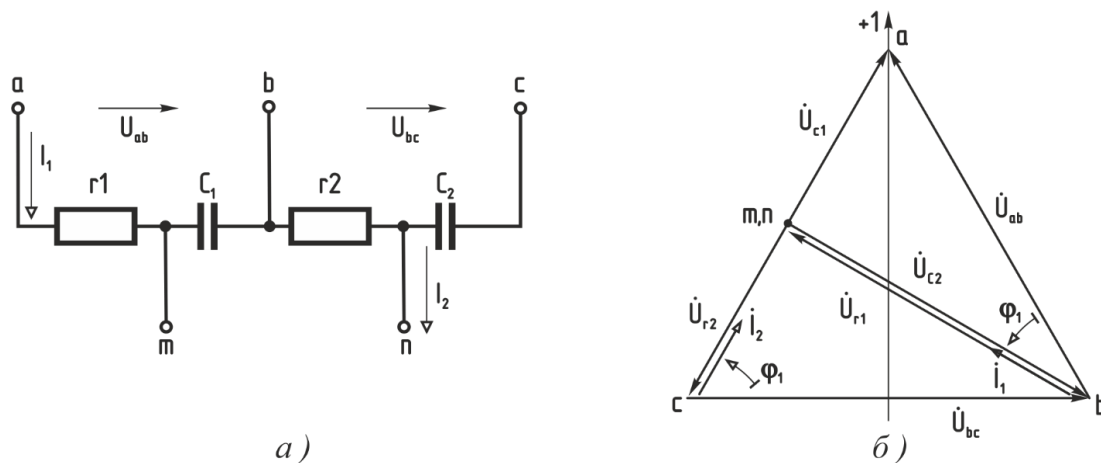 a b c
U_ab U_bc
I_1
r1 C_1 r2 C_2
I_2
m n
а )
+1
a
U̇_c1
m,n
U̇_ab
U̇_C2
U̇_r2 U̇_r1
φ_1
İ_2
φ_1 İ_1
c b
U̇_bc
б )